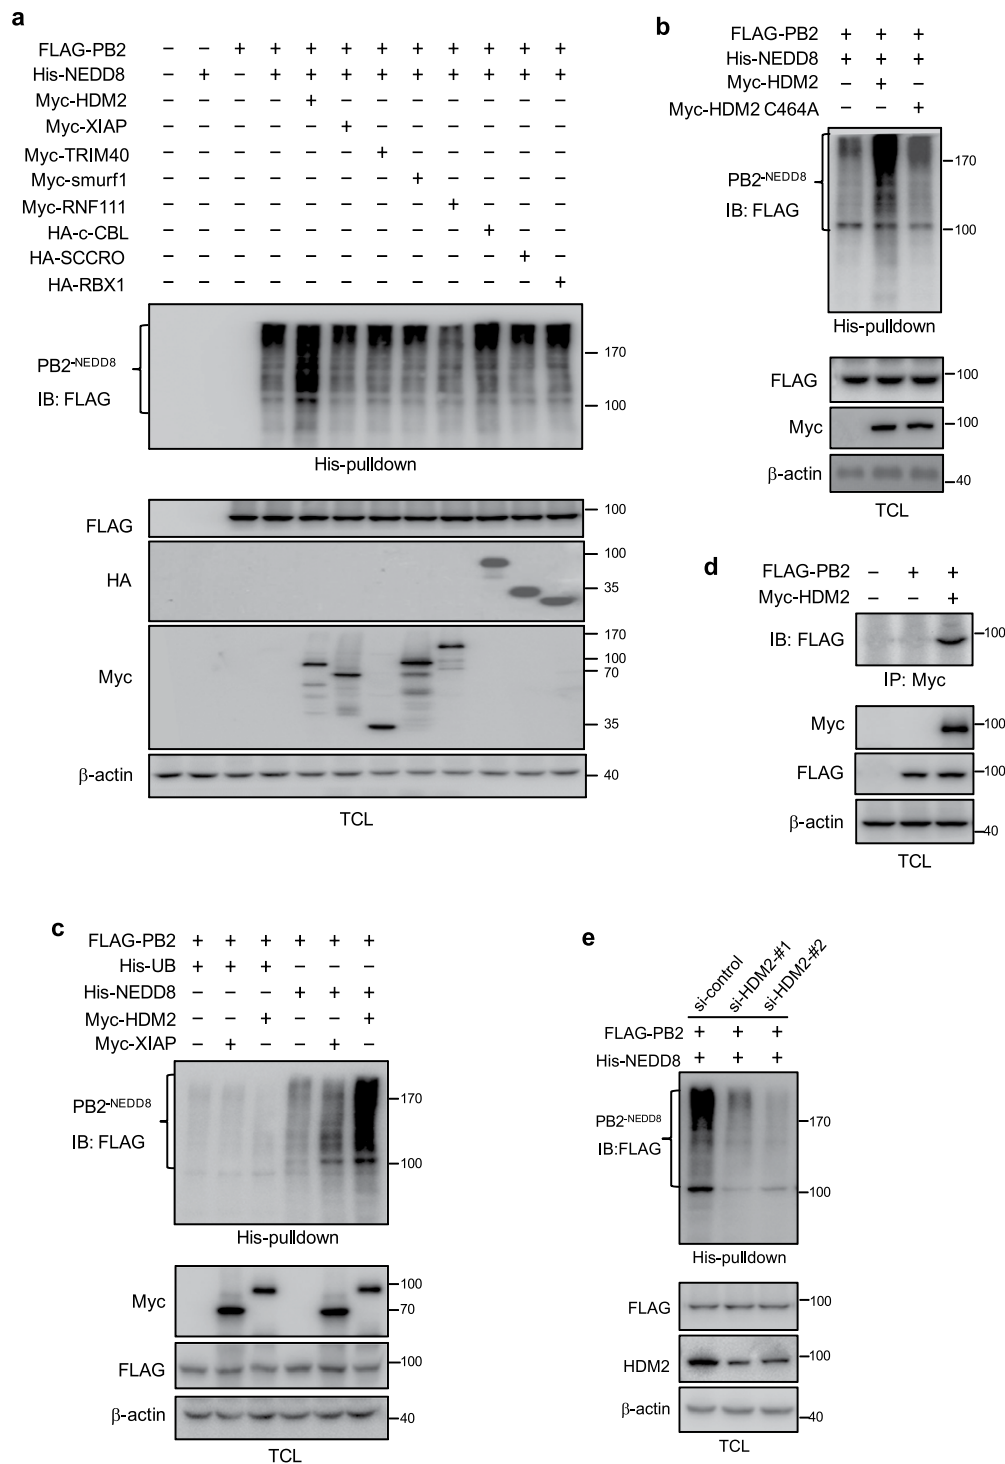 a
FLAG-PB2 – – + + + + + + + + + +
His-NEDD8 – + – + + + + + + + + +
Myc-HDM2 – – – – + – – – – – – –
Myc-XIAP – – – – – + – – – – – –
Myc-TRIM40 – – – – – – + – – – – –
Myc-smurf1 – – – – – – – + – – – –
Myc-RNF111 – – – – – – – – + – – –
HA-c-CBL – – – – – – – – – + – –
HA-SCCRO – – – – – – – – – – + –
HA-RBX1 – – – – – – – – – – – +
PB2-NEDD8
IB: FLAG
170
100
His-pulldown
FLAG
100
HA
100
35
Myc
170
100
70
35
β-actin
40
TCL
b
FLAG-PB2 + + +
His-NEDD8 + + +
Myc-HDM2 – + –
Myc-HDM2 C464A – – +
PB2-NEDD8
IB: FLAG
170
100
His-pulldown
FLAG
100
Myc
100
β-actin
40
TCL
d
FLAG-PB2 – + +
Myc-HDM2 – – +
IB: FLAG
100
IP: Myc
Myc
100
FLAG
100
β-actin
40
TCL
c
FLAG-PB2 + + + + + +
His-UB + + + – – –
His-NEDD8 – – – + + +
Myc-HDM2 – – + – – +
Myc-XIAP – + – – + –
PB2-NEDD8
IB: FLAG
170
100
His-pulldown
Myc
100
70
FLAG
100
β-actin
40
TCL
e
si-control
si-HDM2-#1
si-HDM2-#2
FLAG-PB2 + + +
His-NEDD8 + + +
PB2-NEDD8
IB:FLAG
170
100
His-pulldown
FLAG
100
HDM2
100
β-actin
40
TCL